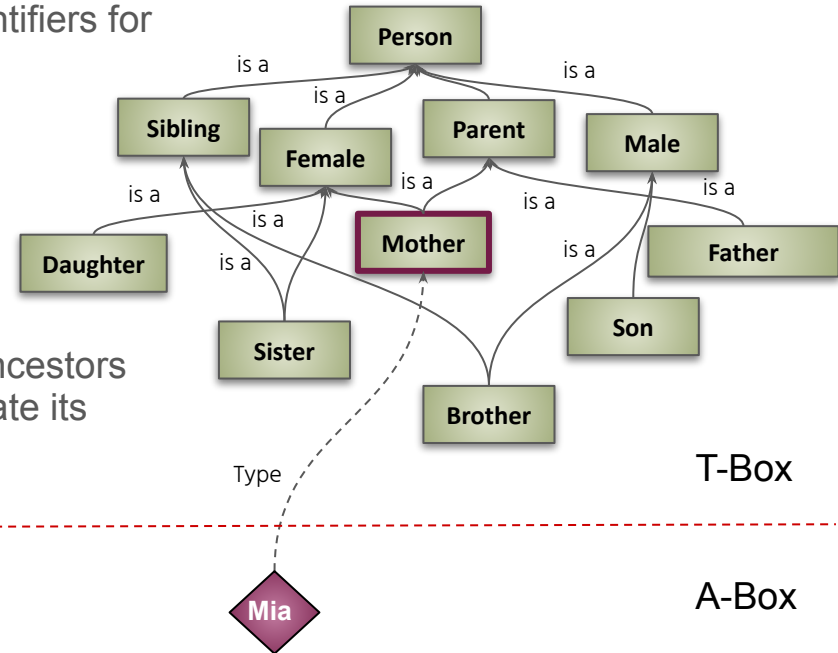 ntifiers for
Person
is a
is a
is a
Sibling
Parent
Male
Female
is a
is a
is a
is a
is a
is a
is a
Mother
Father
Daughter
Son
Sister
Brother
ncestors
ate its
Type
T-Box
Mia
A-Box